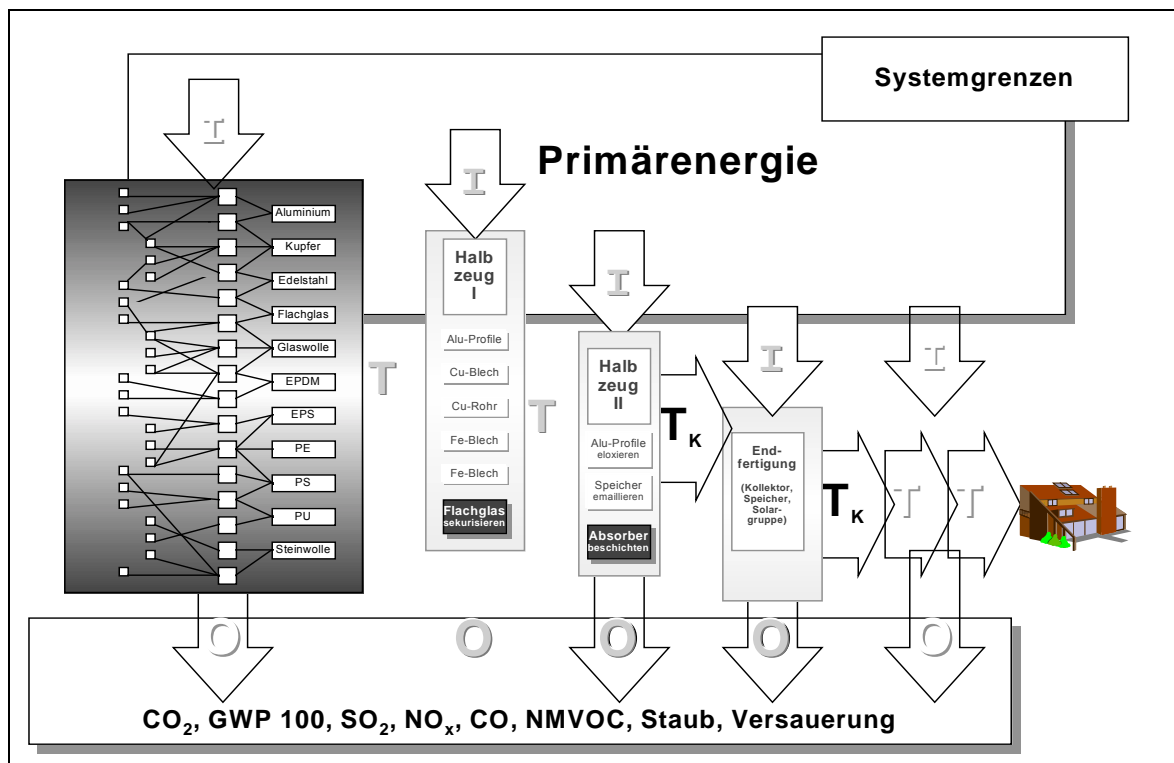 Systemgrenzen
I
Primärenergie
I
I
I
I
Aluminium
Kupfer
Edelstahl
Flachglas
Glaswolle
EPDM
EPS
PE
PS
PU
Steinwolle
T
Halb
zeug
I
Alu-Profile
Cu-Blech
Cu-Rohr
Fe-Blech
Fe-Blech
Flachglas
sekurisieren
T
Halb
zeug
II
Alu-Profile
eloxieren
Speicher
emaillieren
Absorber
beschichten
TK
End-
fertigung
(Kollektor,
Speicher,
Solar-
gruppe)
TK
T
T
O
O
O
O
O
CO2, GWP 100, SO2, NOx, CO, NMVOC, Staub, Versauerung